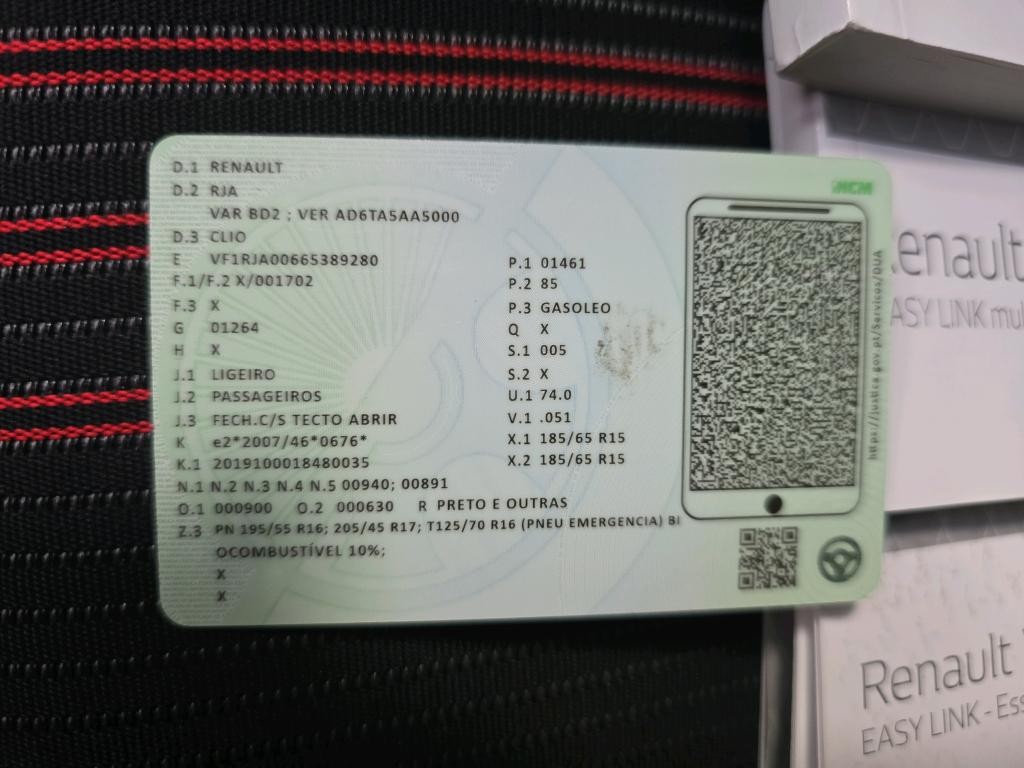 D.1 RENAULT
D.2 RJA
VAR BD2 ; VER AD6TA5AA5000
D.3 CLIO
E VF1RJA00665389280
F.1/F.2 X/001702
F.3 X
G 01264
H X
J.1 LIGEIRO
J.2 PASSAGEIROS
J.3 FECH.C/S TECTO ABRIR
K e2*2007/46*0676*
K.1 2019100018480035
N.1 N.2 N.3 N.4 N.5 00940; 00891
O.1 000900 O.2 000630 R PRETO E OUTRAS
Z.3 PN 195/55 R16; 205/45 R17; T125/70 R16 (PNEU EMERGENCIA) BI
OCOMBUSTÍVEL 10%;
X
X
P.1 01461
P.2 85
P.3 GASOLEO
Q X
S.1 005
S.2 X
U.1 74.0
V.1 .051
X.1 185/65 R15
X.2 185/65 R15
INCM
https://justica.gov.pt/Servicos/DUA
enault
ASY LINK mul
Renault
EASY LINK - Ess